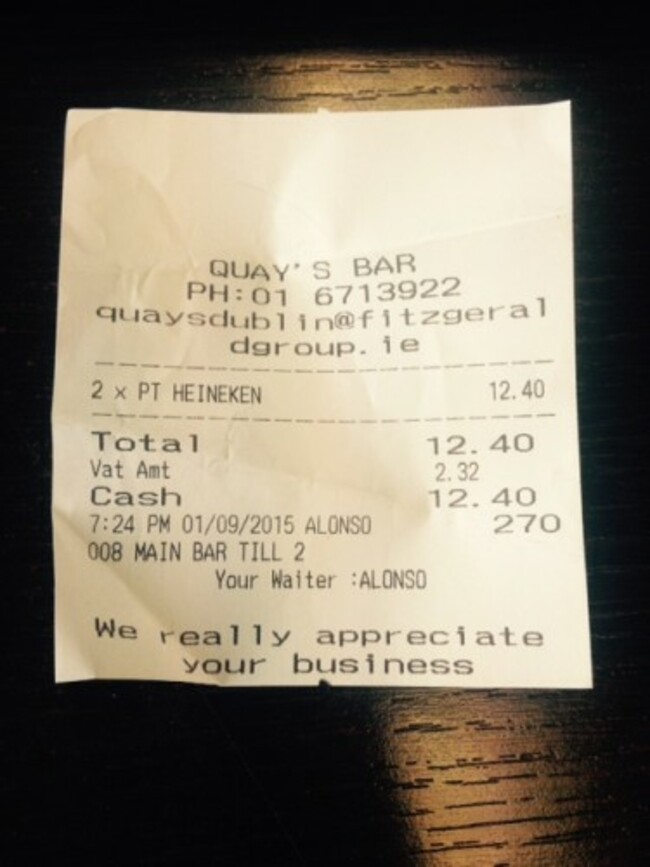 QUAY'S BAR
PH:01 6713922
quaysdublin@fitzgeral
dgroup.ie
2 x PT HEINEKEN 12.40
Total 12.40
Vat Amt 2.32
Cash 12.40
7:24 PM 01/09/2015 ALONSO 270
008 MAIN BAR TILL 2
Your Waiter :ALONSO
We really appreciate
your business